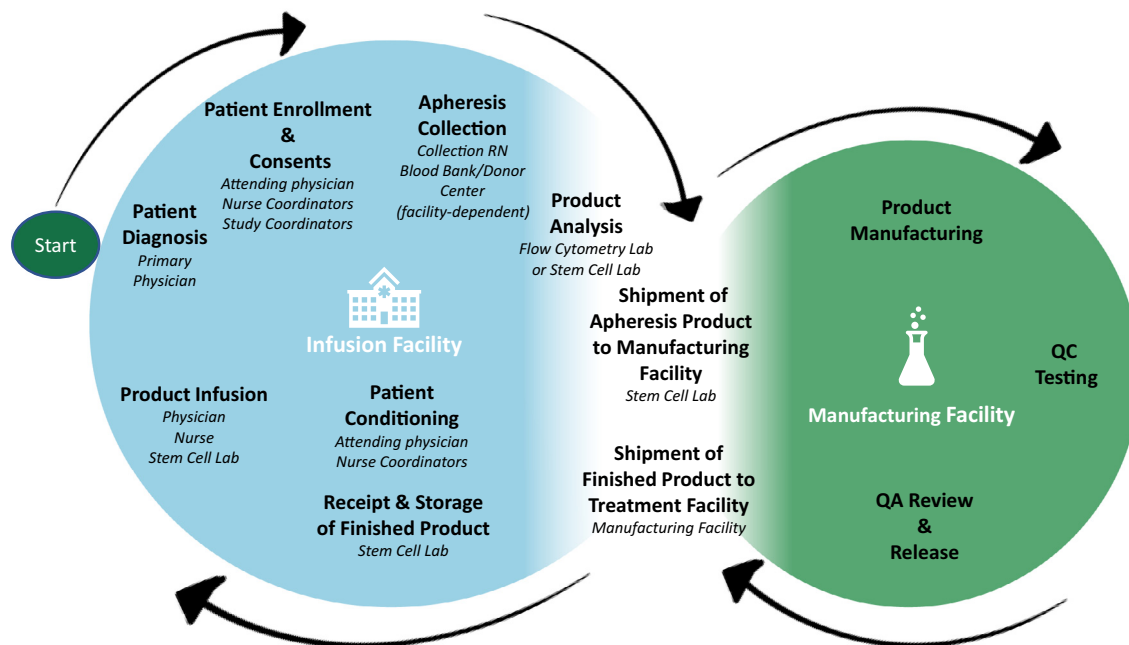 Start
Patient
Diagnosis
Primary
Physician
Patient Enrollment
&
Consents
Attending physician
Nurse Coordinators
Study Coordinators
Apheresis
Collection
Collection RN
Blood Bank/Donor
Center
(facility-dependent)
Product
Analysis
Flow Cytometry Lab
or Stem Cell Lab
Shipment of
Apheresis Product
to Manufacturing
Facility
Stem Cell Lab
Product
Manufacturing
QC
Testing
Manufacturing Facility
QA Review
&
Release
Shipment of
Finished Product to
Treatment Facility
Manufacturing Facility
Infusion Facility
Receipt & Storage
of Finished Product
Stem Cell Lab
Patient
Conditioning
Attending physician
Nurse Coordinators
Product Infusion
Physician
Nurse
Stem Cell Lab